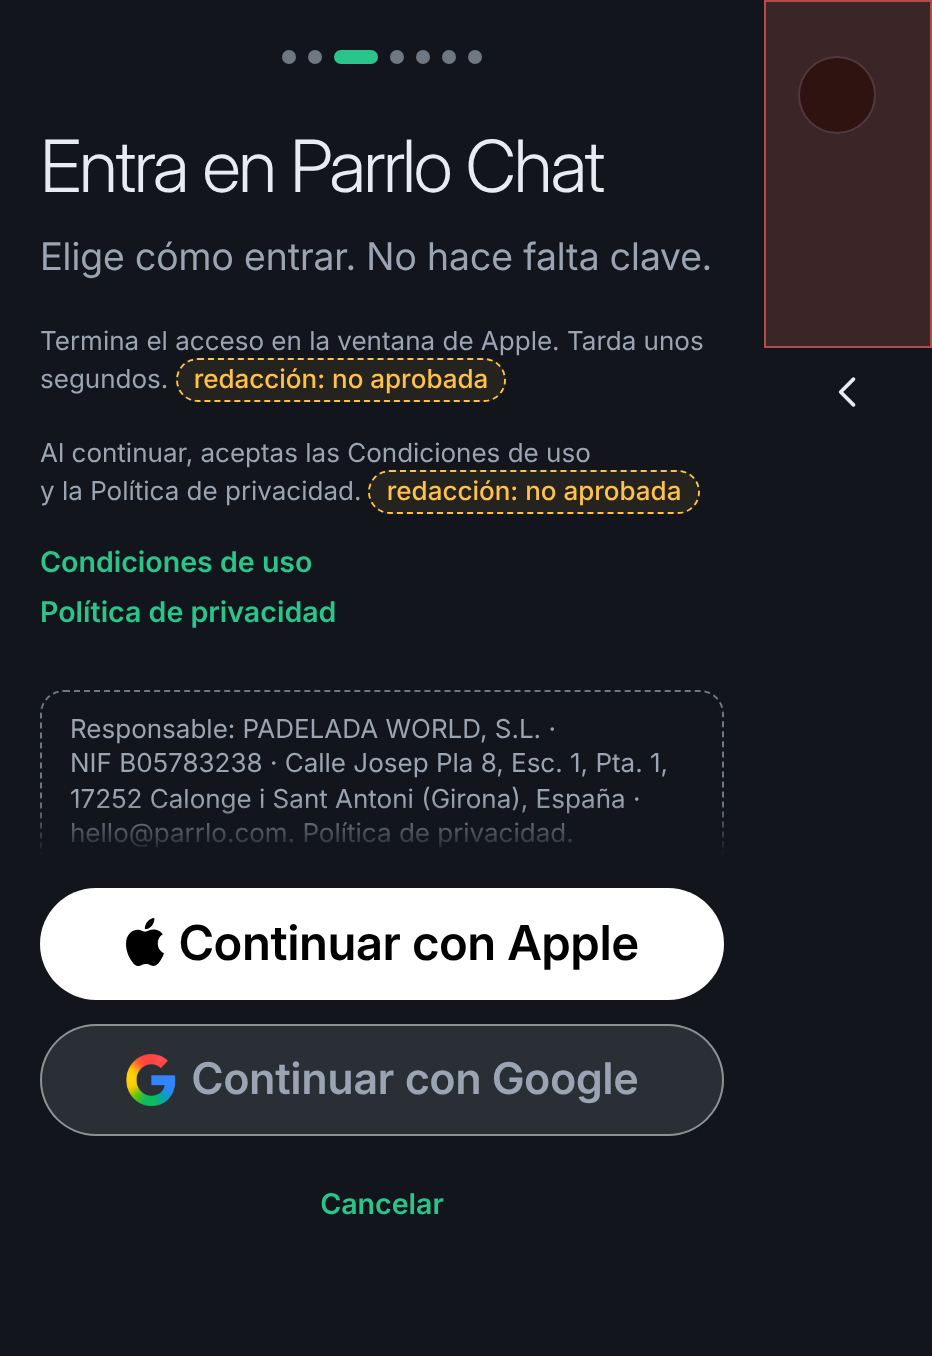 Entra en Parrlo Chat
Elige cómo entrar. No hace falta clave.
Termina el acceso en la ventana de Apple. Tarda unos
segundos. redacción: no aprobada
Al continuar, aceptas las Condiciones de uso
y la Política de privacidad. redacción: no aprobada
Condiciones de uso
Política de privacidad
Responsable: PADELADA WORLD, S.L. ·
NIF B05783238 · Calle Josep Pla 8, Esc. 1, Pta. 1,
17252 Calonge i Sant Antoni (Girona), España ·
hello@parrlo.com. Política de privacidad.
Continuar con Apple
Continuar con Google
Cancelar